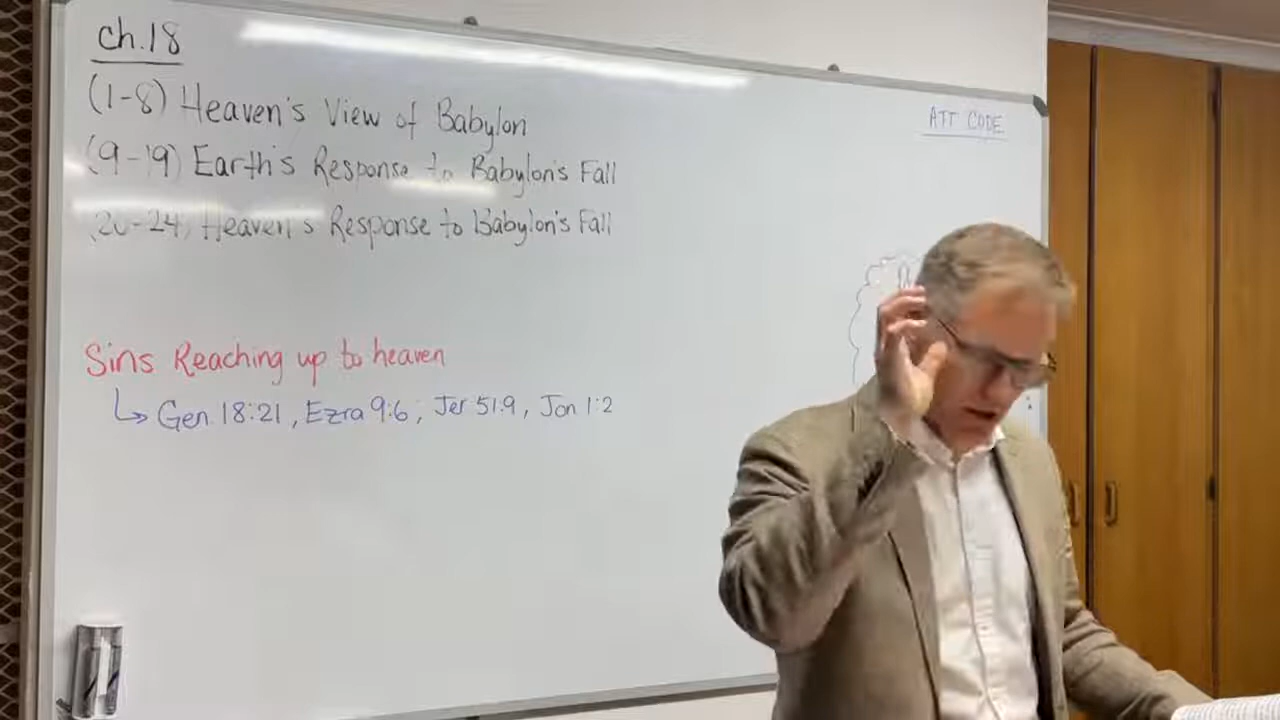 Ch.18
(1-8) Heaven's View of Babylon
(9-19) Earth's Response to Babylon's Fall
(20-24) Heaven's Response to Babylon's Fall
ATT CODE
Sins Reaching up to heaven
↳ Gen. 18:21, Ezra 9:6, Jer 51:9, Jon 1:2